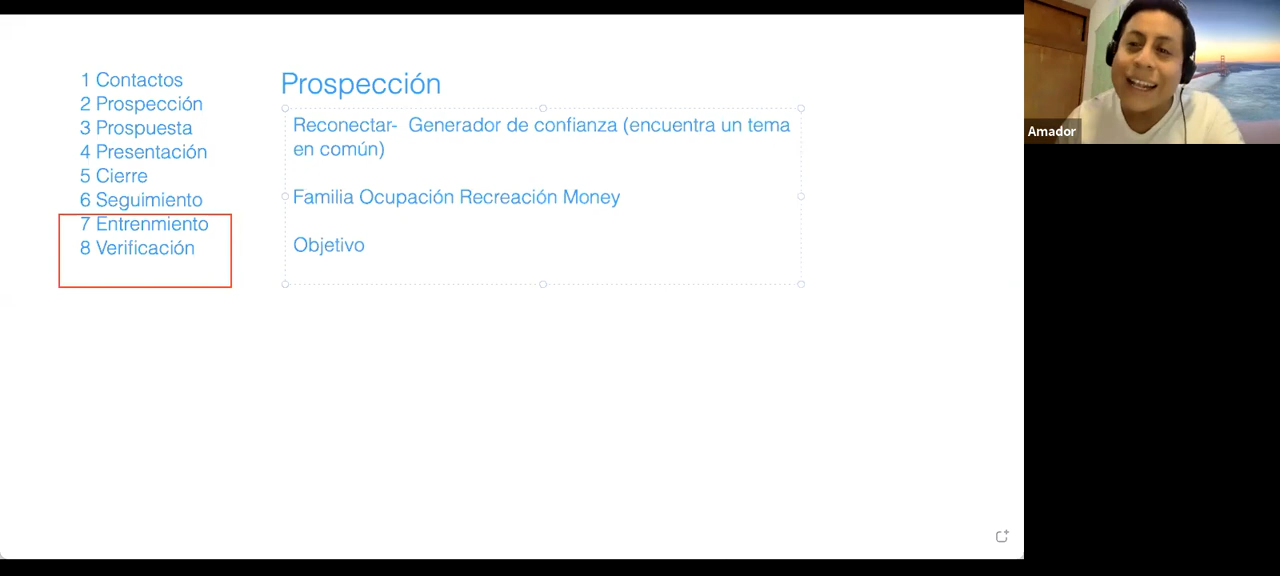 1 Contactos
2 Prospección
3 Prospuesta
4 Presentación
5 Cierre
6 Seguimiento
7 Entrenmiento
8 Verificación
Prospección
Reconectar- Generador de confianza (encuentra un tema
en común)
Familia Ocupación Recreación Money
Objetivo
Amador